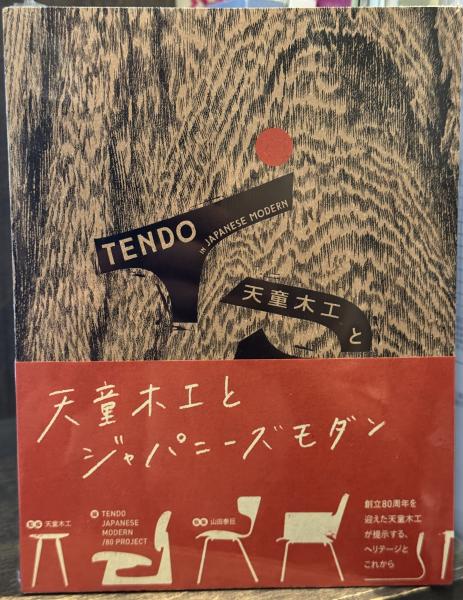 TENDO
IN JAPANESE MODERN
天童木工
と
天童木工と
ジャパニーズモダン
監修 天童木工
編 TENDO
JAPANESE
MODERN
/80 PROJECT
山田泰巨
創立80周年を
迎えた天童木工
が提示する、
ヘリテージと
これから